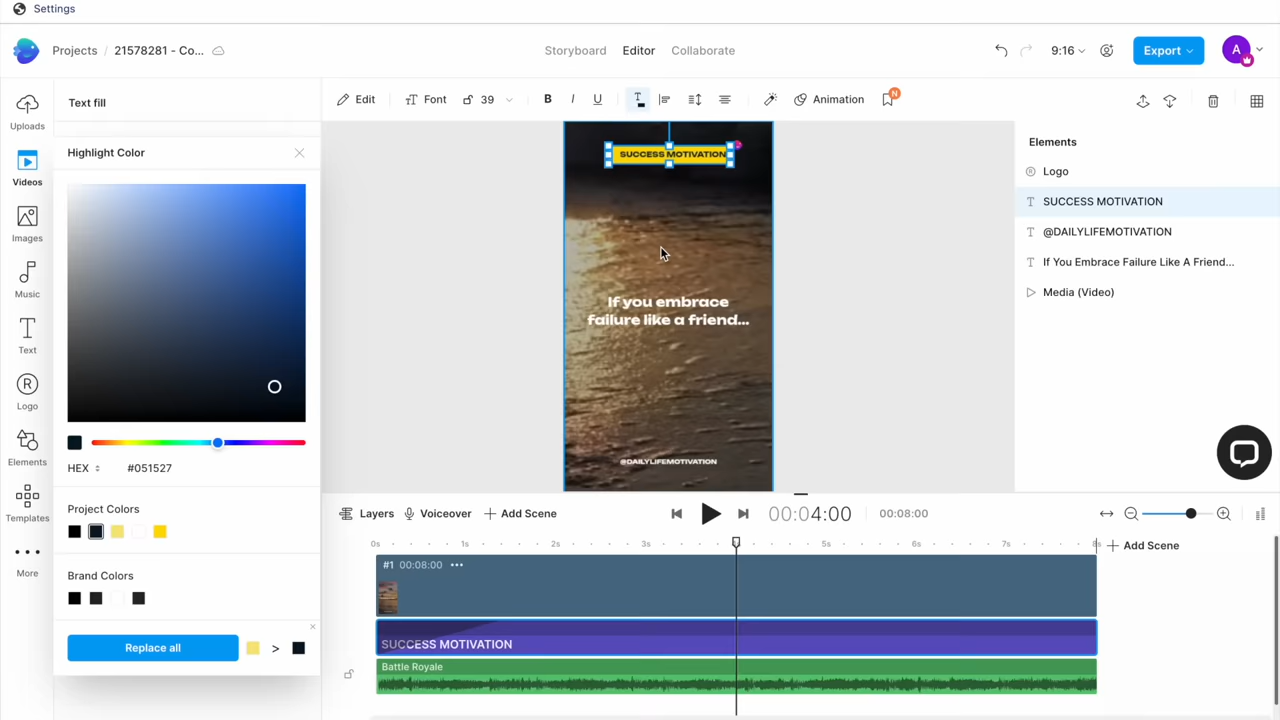 Settings
Projects / 21578281 - Co...
Storyboard
Editor
Collaborate
9:16
A
Export
Uploads
Videos
Images
Music
Text
Logo
Elements
Templates
More
Text fill
Highlight Color
HEX
#051527
Project Colors
Brand Colors
Replace all
>
Edit
Font
39
B
I
U
Animation
N
SUCCESS MOTIVATION
If you embrace
failure like a friend...
@DAILYLIFEMOTIVATION
Elements
Logo
SUCCESS MOTIVATION
@DAILYLIFEMOTIVATION
If You Embrace Failure Like A Friend...
Media (Video)
Layers
Voiceover
Add Scene
00:04:00
00:08:00
0s
1s
2s
3s
5s
6s
7s
8s
Add Scene
#1 00:08:00
SUCCESS MOTIVATION
Battle Royale